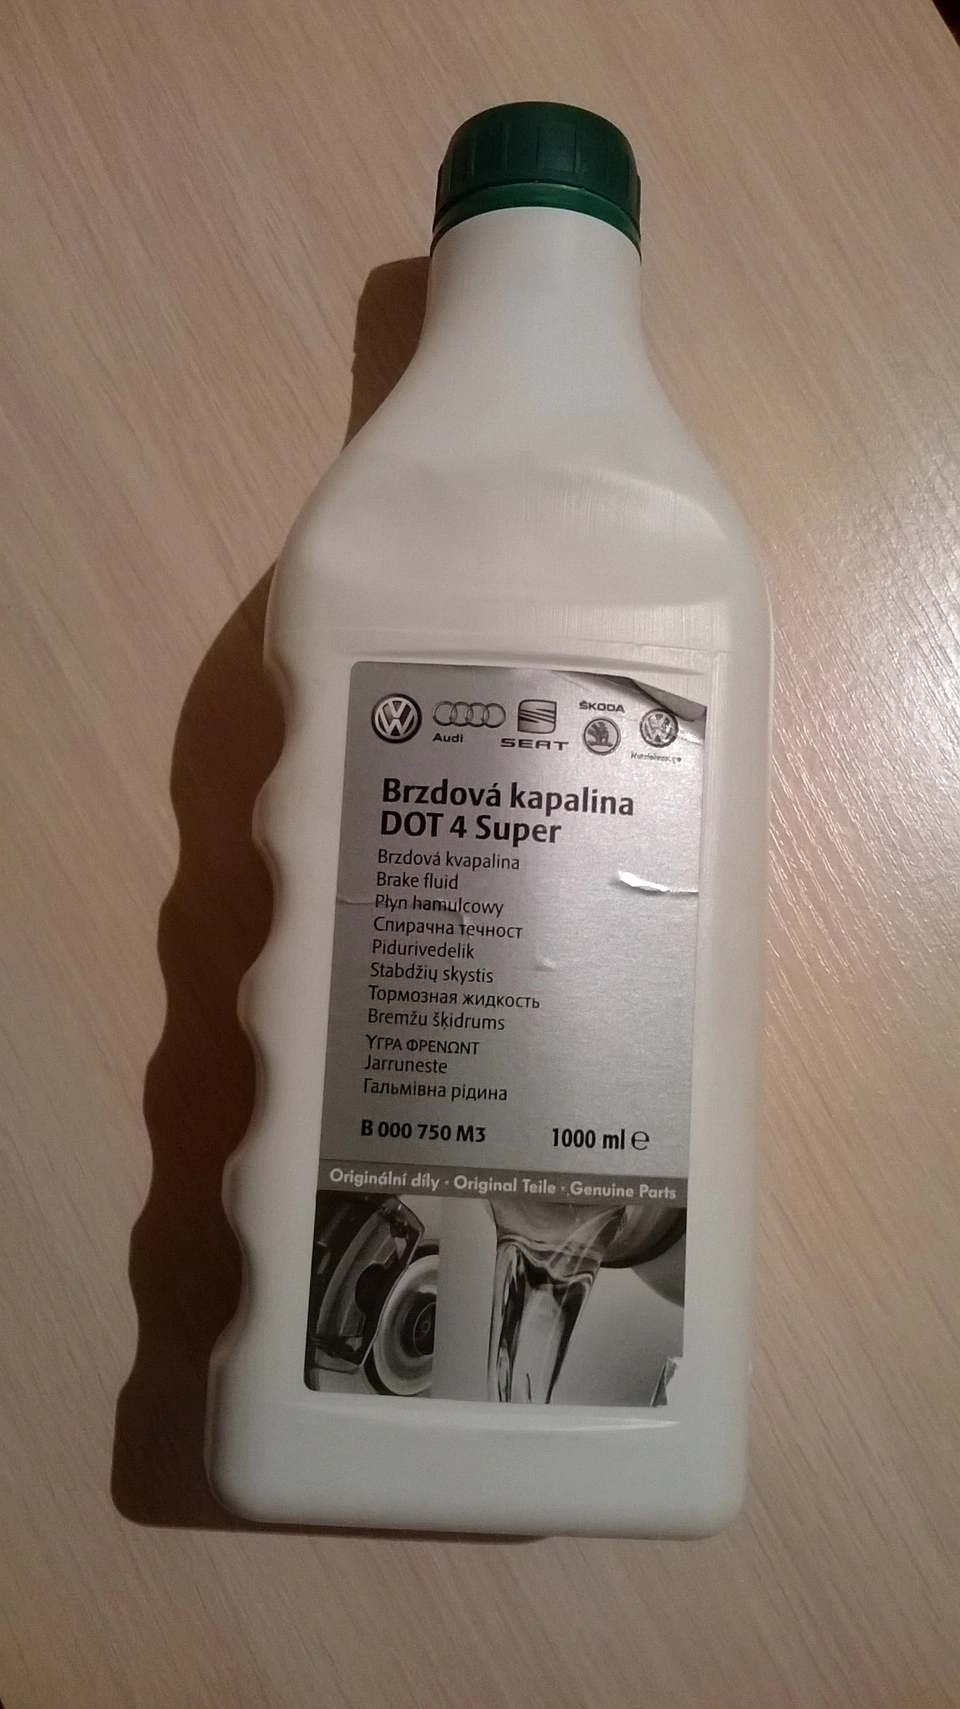 ŠKODA
Audi
SEAT
Brzdová kapalina
DOT 4 Super
Brzdová kvapalina
Brake fluid
Płyn hamulcowy
Спирачна течност
Pidurivedelik
Stabdžių skystis
Тормозная жидкость
Bremžu šķidrums
ΥΓΡΑ ΦΡΕΝΩΝΤ
Jarruneste
Гальмівна рідина
B 000 750 M3 1000 ml ℮
Originální díly · Original Teile · Genuine Parts